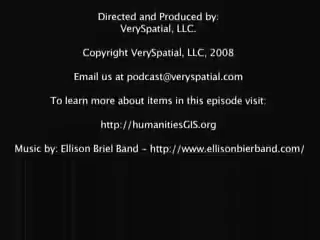 Directed and Produced by:
VerySpatial, LLC.
Copyright VerySpatial, LLC, 2008
Email us at podcast@veryspatial.com
To learn more about items in this episode visit:
http://humanitiesGIS.org
Music by: Ellison Briel Band ~ http://www.ellisonbierband.com/